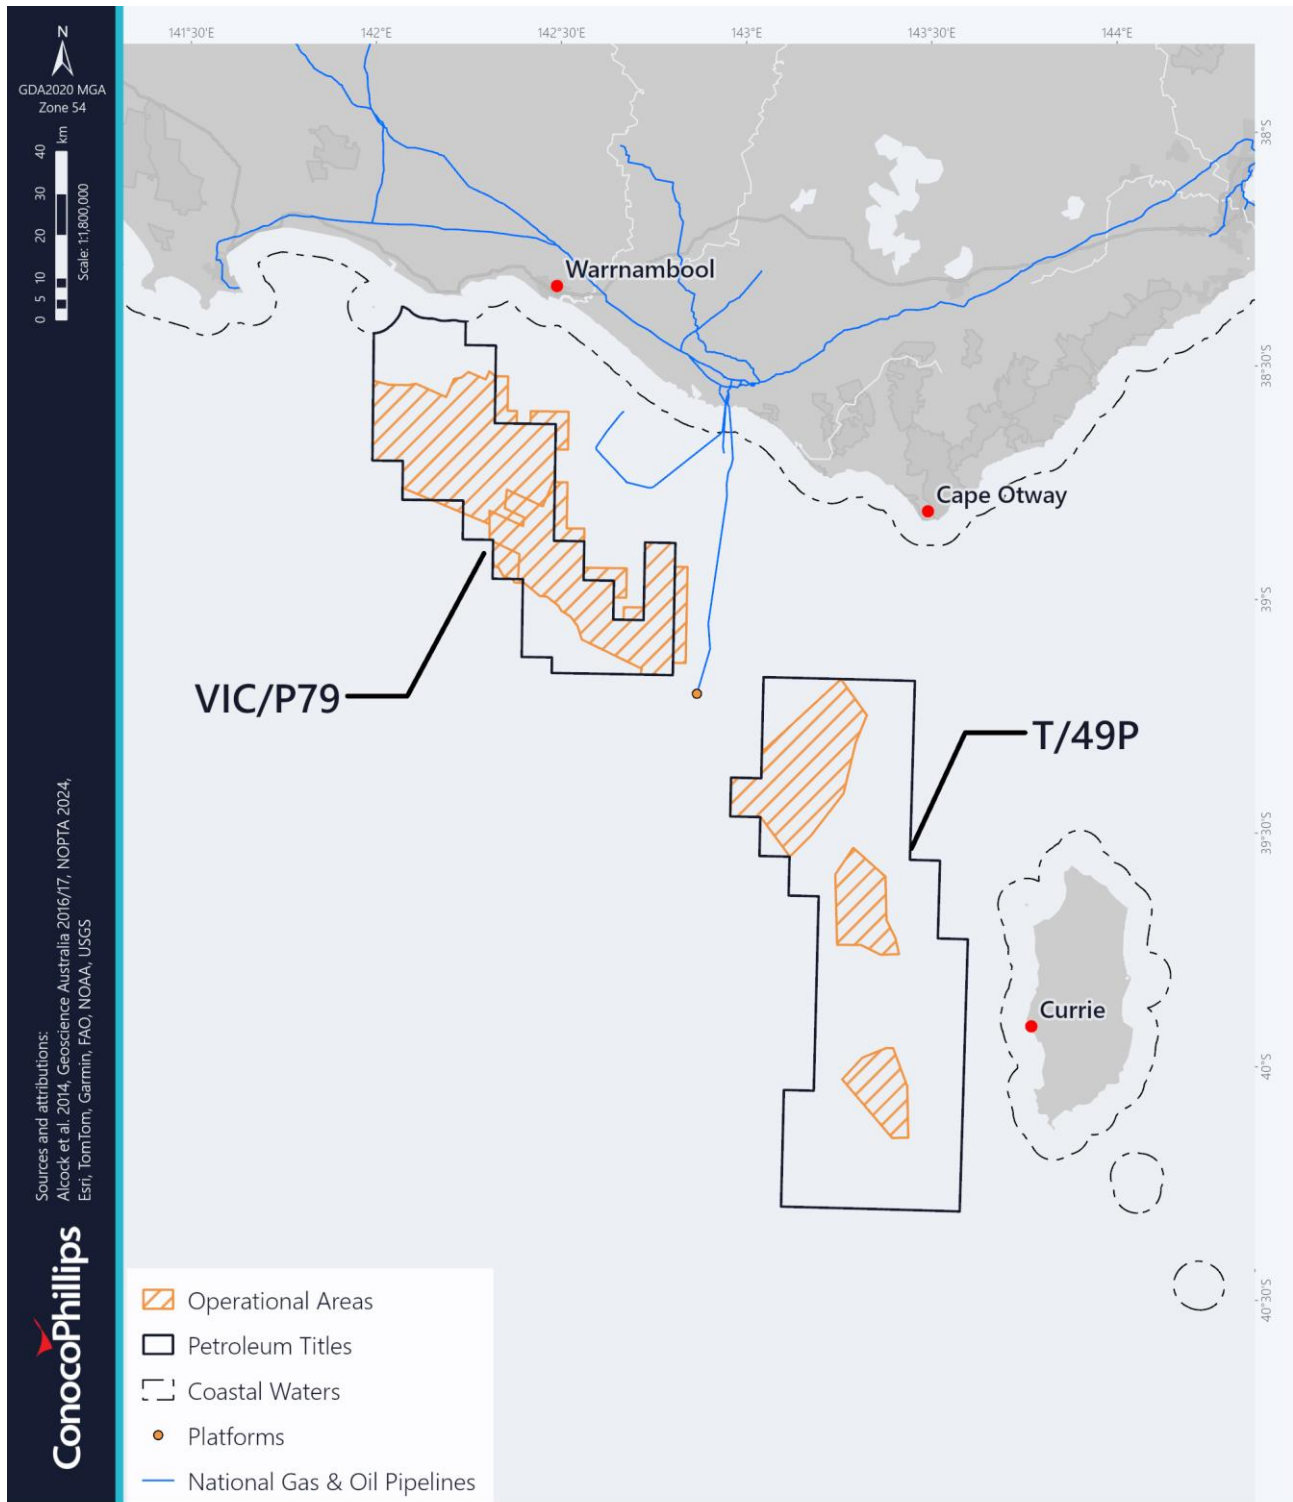 141°30'E
142°E
142°30'E
143°E
143°30'E
144°E
N
GDA2020 MGA
Zone 54
0 5 10 20 30 40
km
Scale: 1:1,800,000
38°S
38°30'S
39°S
39°30'S
40°S
40°30'S
Warrnambool
Cape Otway
VIC/P79
T/49P
Currie
Sources and attributions:
Alcock et al. 2014, Geoscience Australia 2016/17, NOPTA 2024,
Esri, TomTom, Garmin, FAO, NOAA, USGS
ConocoPhillips
Operational Areas
Petroleum Titles
Coastal Waters
Platforms
National Gas & Oil Pipelines